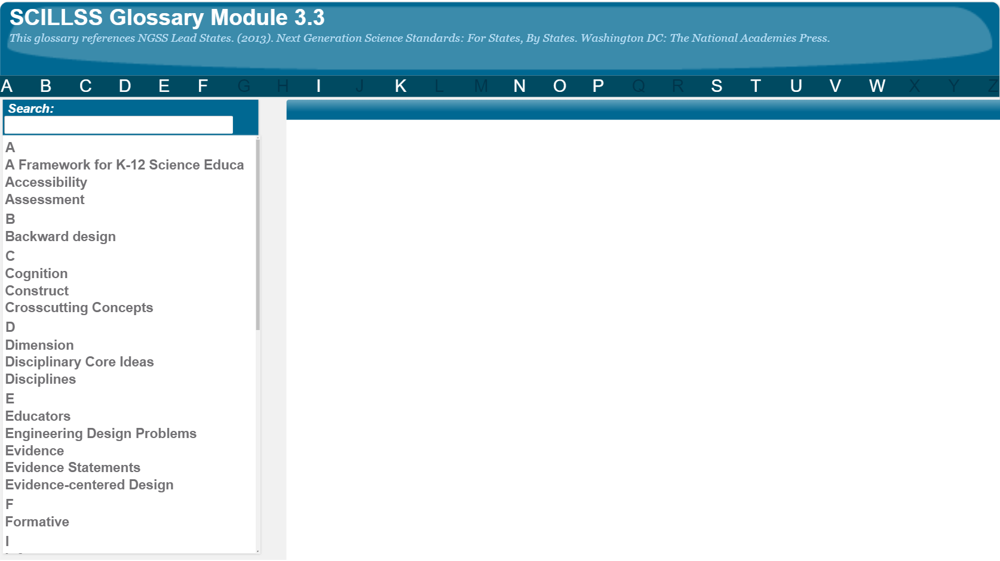 SCILLSS Glossary Module 3.3
This glossary references NGSS Lead States. (2013). Next Generation Science Standards: For States, By States. Washington DC: The National Academies Press.
A B C D E F G H I J K L M N O P Q R S T U V W X Y Z
Search:
A
A Framework for K-12 Science Educa
Accessibility
Assessment
B
Backward design
C
Cognition
Construct
Crosscutting Concepts
D
Dimension
Disciplinary Core Ideas
Disciplines
E
Educators
Engineering Design Problems
Evidence
Evidence Statements
Evidence-centered Design
F
Formative
I